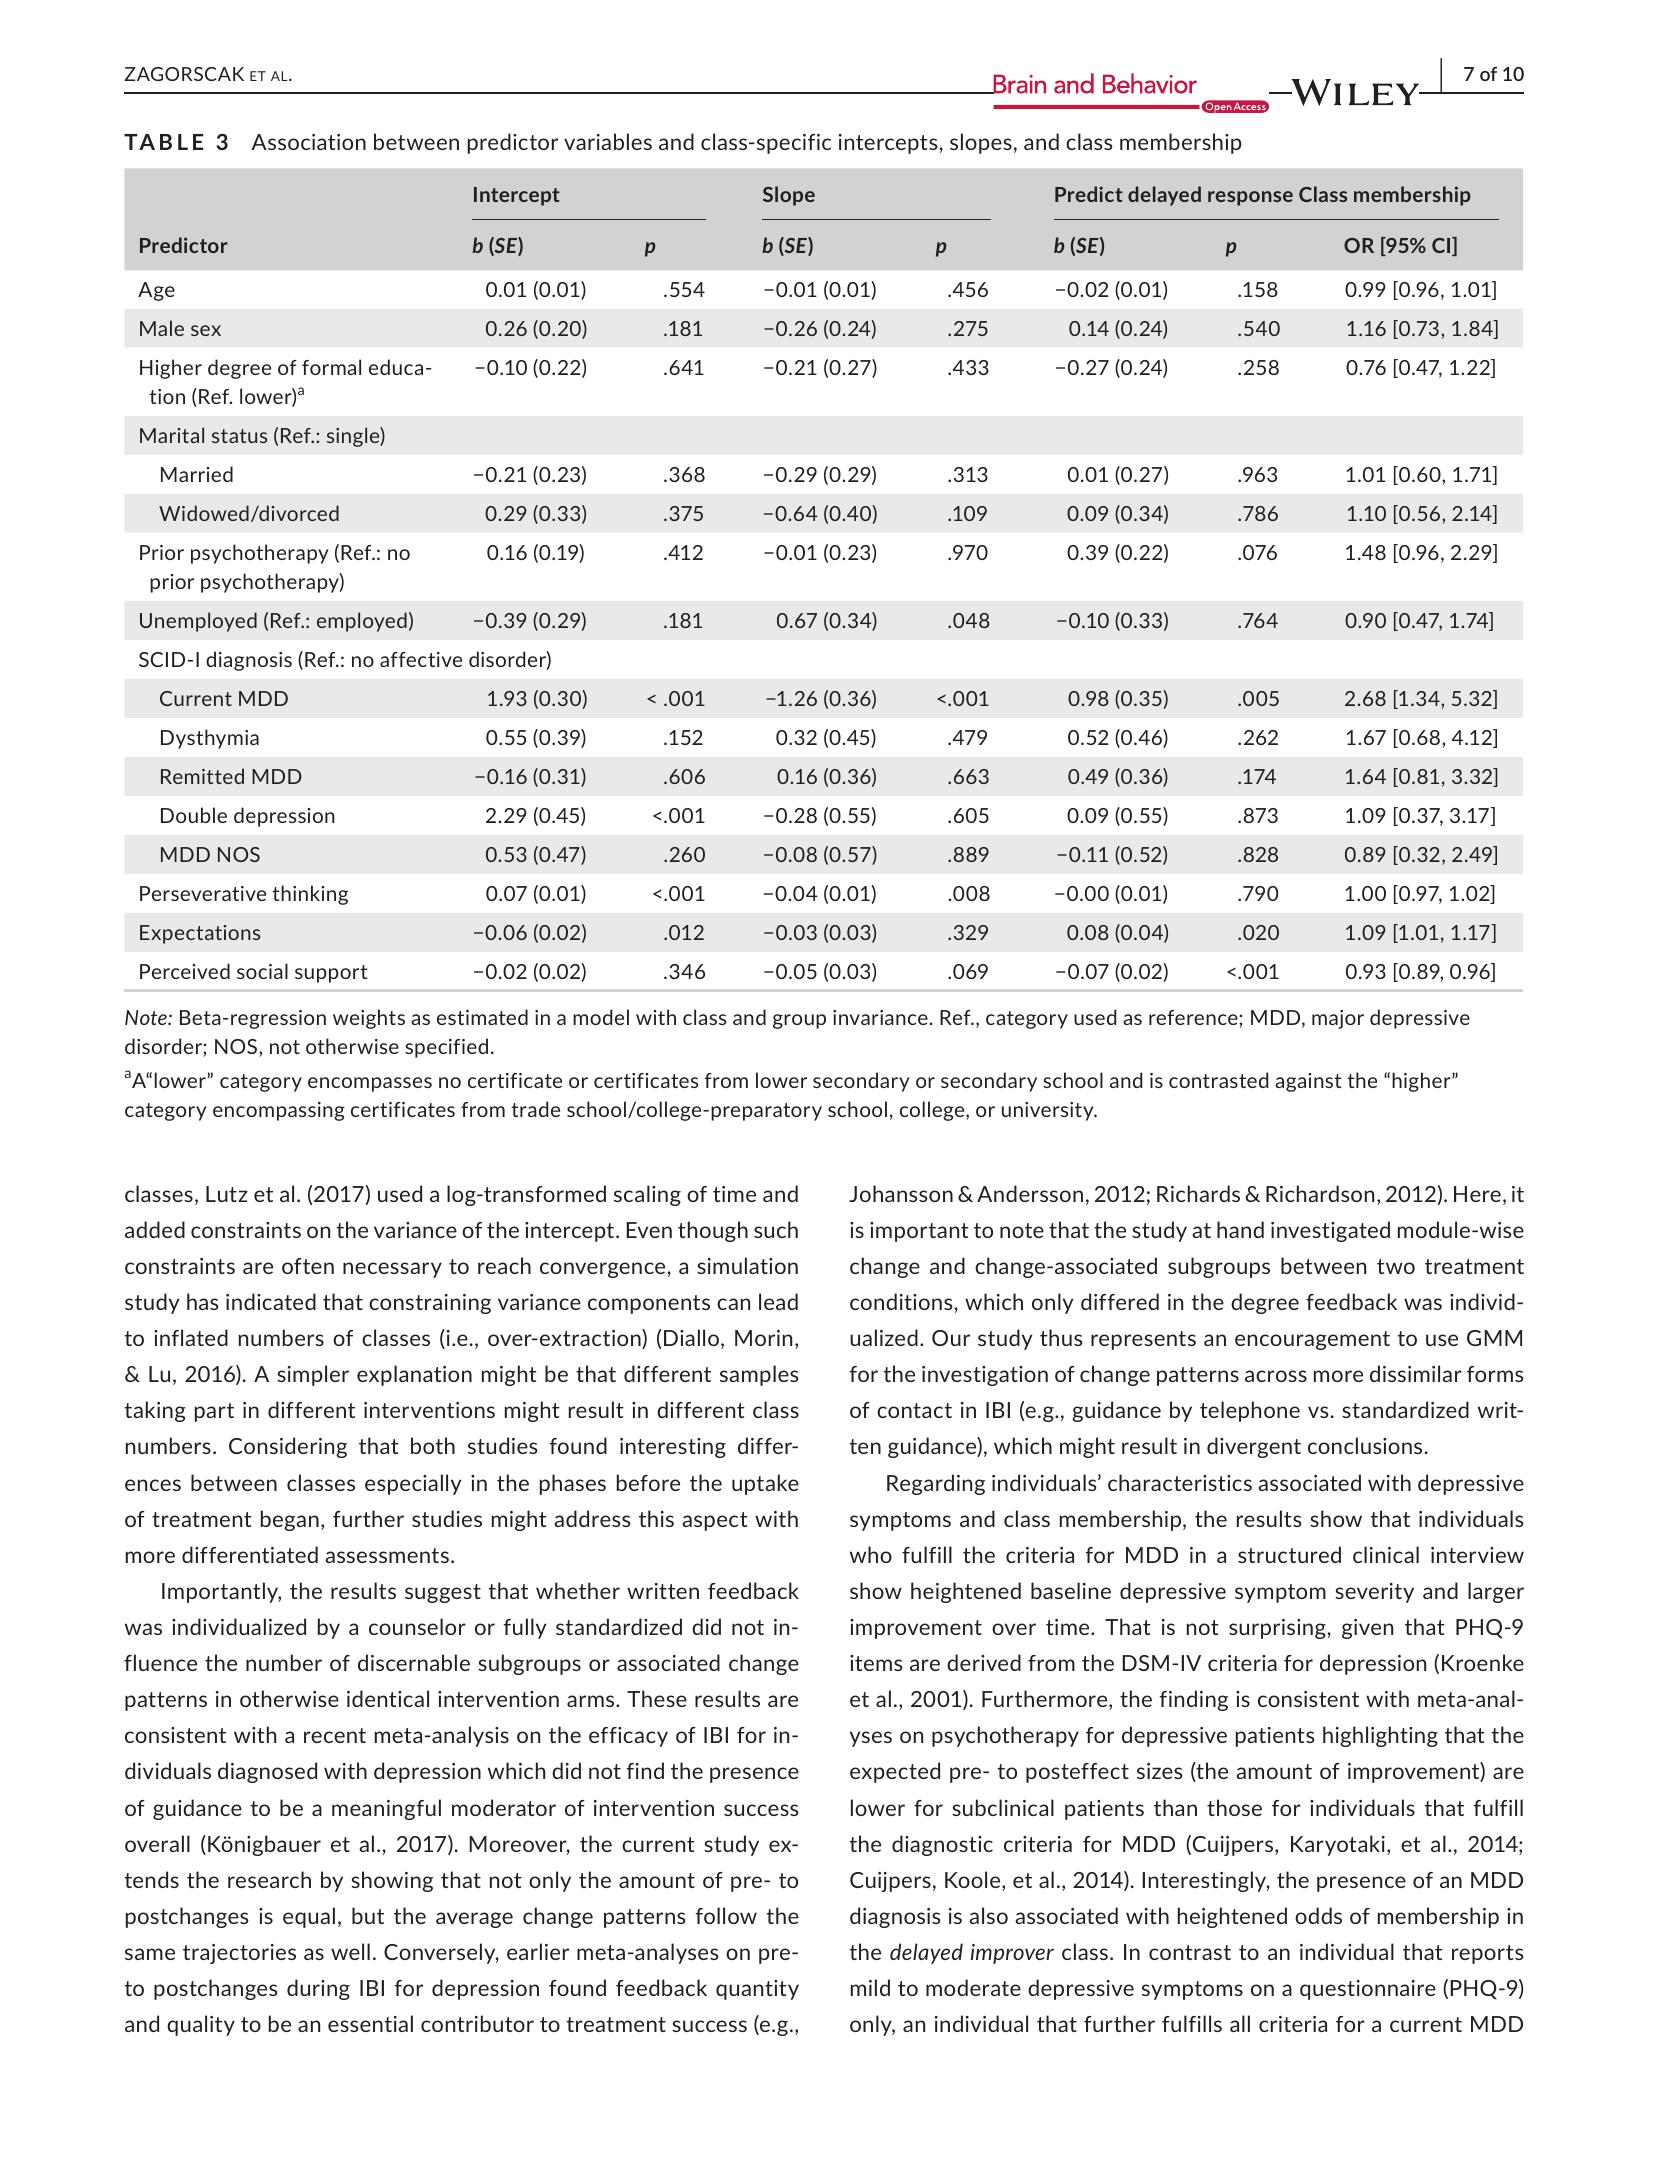 ZAGORSCAK ET AL.
Brain and Behavior
Open Access
WILEY
7 of 10
TABLE 3 Association between predictor variables and class-specific intercepts, slopes, and class membership
Intercept Slope Predict delayed response Class membership
Predictor b (SE) p b (SE) p b (SE) p OR [95% CI]
Age 0.01 (0.01) .554 −0.01 (0.01) .456 −0.02 (0.01) .158 0.99 [0.96, 1.01]
Male sex 0.26 (0.20) .181 −0.26 (0.24) .275 0.14 (0.24) .540 1.16 [0.73, 1.84]
Higher degree of formal educa- −0.10 (0.22) .641 −0.21 (0.27) .433 −0.27 (0.24) .258 0.76 [0.47, 1.22]
tion (Ref. lower)a
Marital status (Ref.: single)
Married −0.21 (0.23) .368 −0.29 (0.29) .313 0.01 (0.27) .963 1.01 [0.60, 1.71]
Widowed/divorced 0.29 (0.33) .375 −0.64 (0.40) .109 0.09 (0.34) .786 1.10 [0.56, 2.14]
Prior psychotherapy (Ref.: no 0.16 (0.19) .412 −0.01 (0.23) .970 0.39 (0.22) .076 1.48 [0.96, 2.29]
prior psychotherapy)
Unemployed (Ref.: employed) −0.39 (0.29) .181 0.67 (0.34) .048 −0.10 (0.33) .764 0.90 [0.47, 1.74]
SCID-I diagnosis (Ref.: no affective disorder)
Current MDD 1.93 (0.30) < .001 −1.26 (0.36) <.001 0.98 (0.35) .005 2.68 [1.34, 5.32]
Dysthymia 0.55 (0.39) .152 0.32 (0.45) .479 0.52 (0.46) .262 1.67 [0.68, 4.12]
Remitted MDD −0.16 (0.31) .606 0.16 (0.36) .663 0.49 (0.36) .174 1.64 [0.81, 3.32]
Double depression 2.29 (0.45) <.001 −0.28 (0.55) .605 0.09 (0.55) .873 1.09 [0.37, 3.17]
MDD NOS 0.53 (0.47) .260 −0.08 (0.57) .889 −0.11 (0.52) .828 0.89 [0.32, 2.49]
Perseverative thinking 0.07 (0.01) <.001 −0.04 (0.01) .008 −0.00 (0.01) .790 1.00 [0.97, 1.02]
Expectations −0.06 (0.02) .012 −0.03 (0.03) .329 0.08 (0.04) .020 1.09 [1.01, 1.17]
Perceived social support −0.02 (0.02) .346 −0.05 (0.03) .069 −0.07 (0.02) <.001 0.93 [0.89, 0.96]
Note: Beta-regression weights as estimated in a model with class and group invariance. Ref., category used as reference; MDD, major depressive
disorder; NOS, not otherwise specified.
aA“lower” category encompasses no certificate or certificates from lower secondary or secondary school and is contrasted against the “higher”
category encompassing certificates from trade school/college-preparatory school, college, or university.
classes, Lutz et al. (2017) used a log-transformed scaling of time and
added constraints on the variance of the intercept. Even though such
constraints are often necessary to reach convergence, a simulation
study has indicated that constraining variance components can lead
to inflated numbers of classes (i.e., over-extraction) (Diallo, Morin,
& Lu, 2016). A simpler explanation might be that different samples
taking part in different interventions might result in different class
numbers. Considering that both studies found interesting differ-
ences between classes especially in the phases before the uptake
of treatment began, further studies might address this aspect with
more differentiated assessments.
Importantly, the results suggest that whether written feedback
was individualized by a counselor or fully standardized did not in-
fluence the number of discernable subgroups or associated change
patterns in otherwise identical intervention arms. These results are
consistent with a recent meta-analysis on the efficacy of IBI for in-
dividuals diagnosed with depression which did not find the presence
of guidance to be a meaningful moderator of intervention success
overall (Königbauer et al., 2017). Moreover, the current study ex-
tends the research by showing that not only the amount of pre- to
postchanges is equal, but the average change patterns follow the
same trajectories as well. Conversely, earlier meta-analyses on pre-
to postchanges during IBI for depression found feedback quantity
and quality to be an essential contributor to treatment success (e.g.,
Johansson & Andersson, 2012; Richards & Richardson, 2012). Here, it
is important to note that the study at hand investigated module-wise
change and change-associated subgroups between two treatment
conditions, which only differed in the degree feedback was individ-
ualized. Our study thus represents an encouragement to use GMM
for the investigation of change patterns across more dissimilar forms
of contact in IBI (e.g., guidance by telephone vs. standardized writ-
ten guidance), which might result in divergent conclusions.
Regarding individuals’ characteristics associated with depressive
symptoms and class membership, the results show that individuals
who fulfill the criteria for MDD in a structured clinical interview
show heightened baseline depressive symptom severity and larger
improvement over time. That is not surprising, given that PHQ-9
items are derived from the DSM-IV criteria for depression (Kroenke
et al., 2001). Furthermore, the finding is consistent with meta-anal-
yses on psychotherapy for depressive patients highlighting that the
expected pre- to posteffect sizes (the amount of improvement) are
lower for subclinical patients than those for individuals that fulfill
the diagnostic criteria for MDD (Cuijpers, Karyotaki, et al., 2014;
Cuijpers, Koole, et al., 2014). Interestingly, the presence of an MDD
diagnosis is also associated with heightened odds of membership in
the delayed improver class. In contrast to an individual that reports
mild to moderate depressive symptoms on a questionnaire (PHQ-9)
only, an individual that further fulfills all criteria for a current MDD